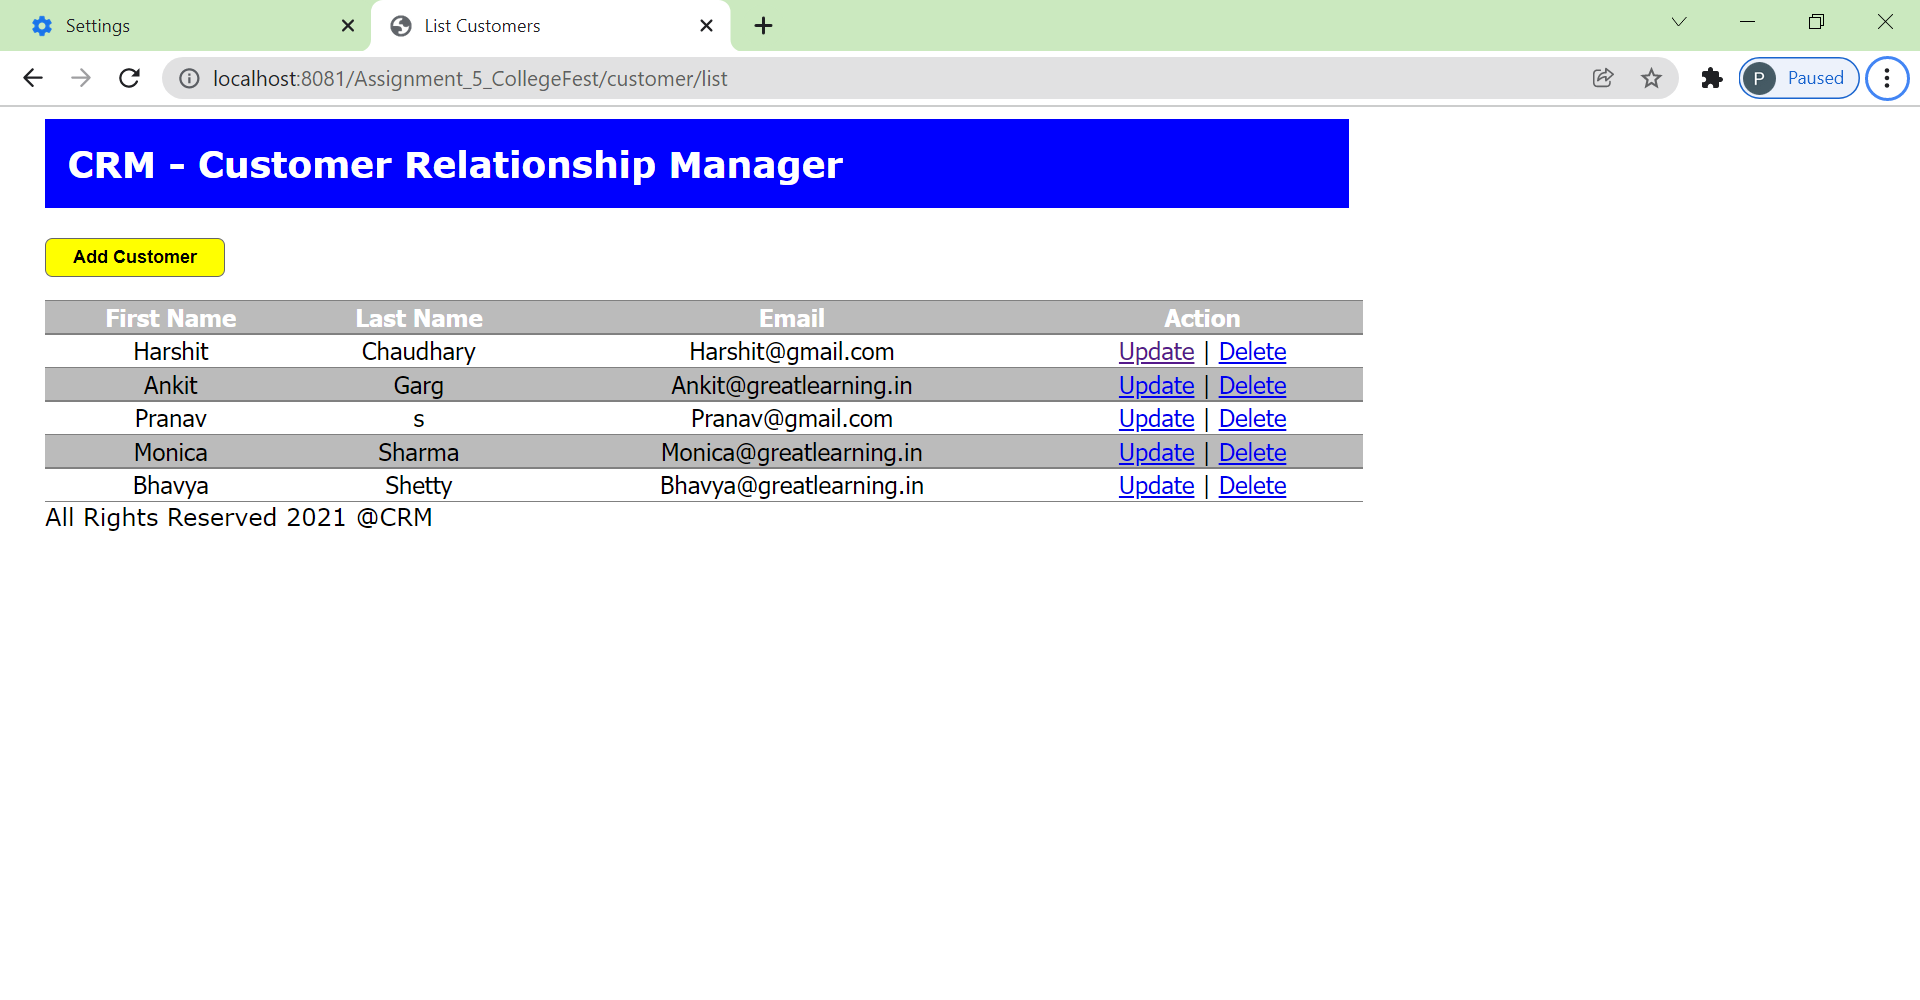 Settings
List Customers
localhost:8081/Assignment_5_CollegeFest/customer/list
P Paused
CRM - Customer Relationship Manager
Add Customer
First Name Last Name Email Action
Harshit Chaudhary Harshit@gmail.com Update | Delete
Ankit Garg Ankit@greatlearning.in Update | Delete
Pranav s Pranav@gmail.com Update | Delete
Monica Sharma Monica@greatlearning.in Update | Delete
Bhavya Shetty Bhavya@greatlearning.in Update | Delete
All Rights Reserved 2021 @CRM